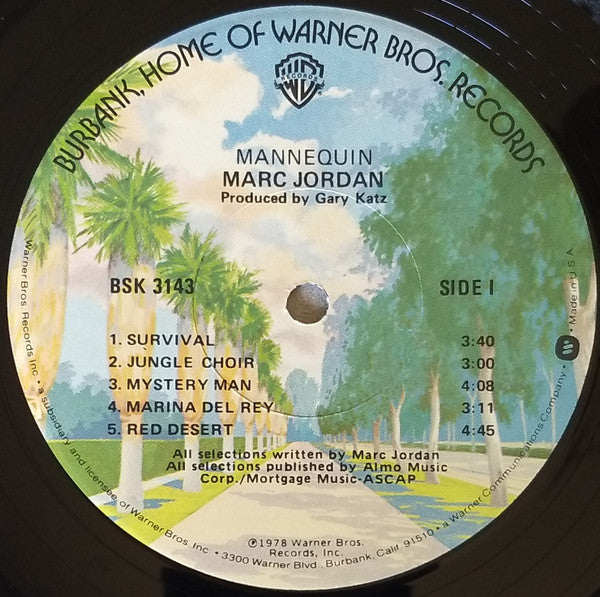 BURBANK, HOME OF WARNER BROS. RECORDS
WB
RECORDS
MANNEQUIN
MARC JORDAN
Produced by Gary Katz
BSK 3143
SIDE I
1. SURVIVAL 3:40
2. JUNGLE CHOIR 3:00
3. MYSTERY MAN 4:08
4. MARINA DEL REY 3:11
5. RED DESERT 4:45
All selections written by Marc Jordan
All selections published by Almo Music
Corp./Mortgage Music-ASCAP
℗1978 Warner Bros.
Records, Inc.
Warner Bros. Records Inc. • a subsidiary and licensee of Warner Bros. Inc. • 3300 Warner Blvd., Burbank, Calif. 91510 • a Warner Communications Company • W • Made in U.S.A.